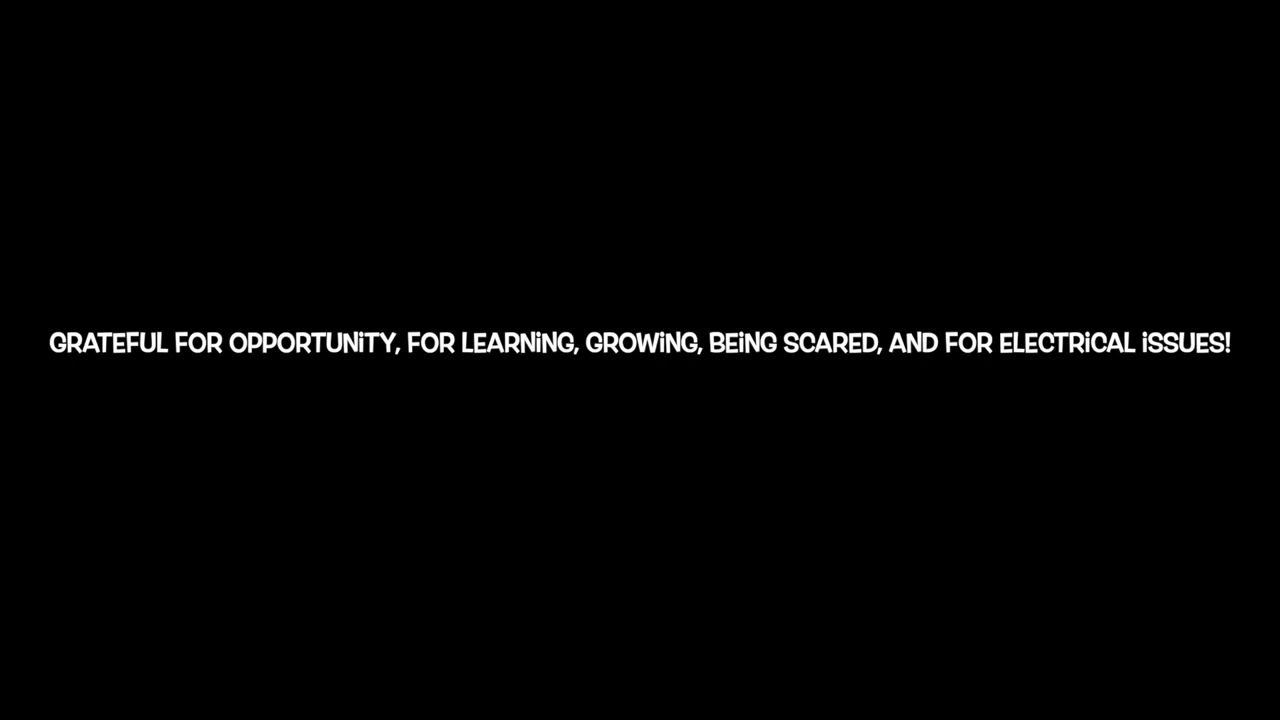 GRATEFUL FOR OPPORTUNiTY, FOR LEARNiNG, GROWiNG, BEiNG SCARED, AND FOR ELECTRiCAL iSSUES!